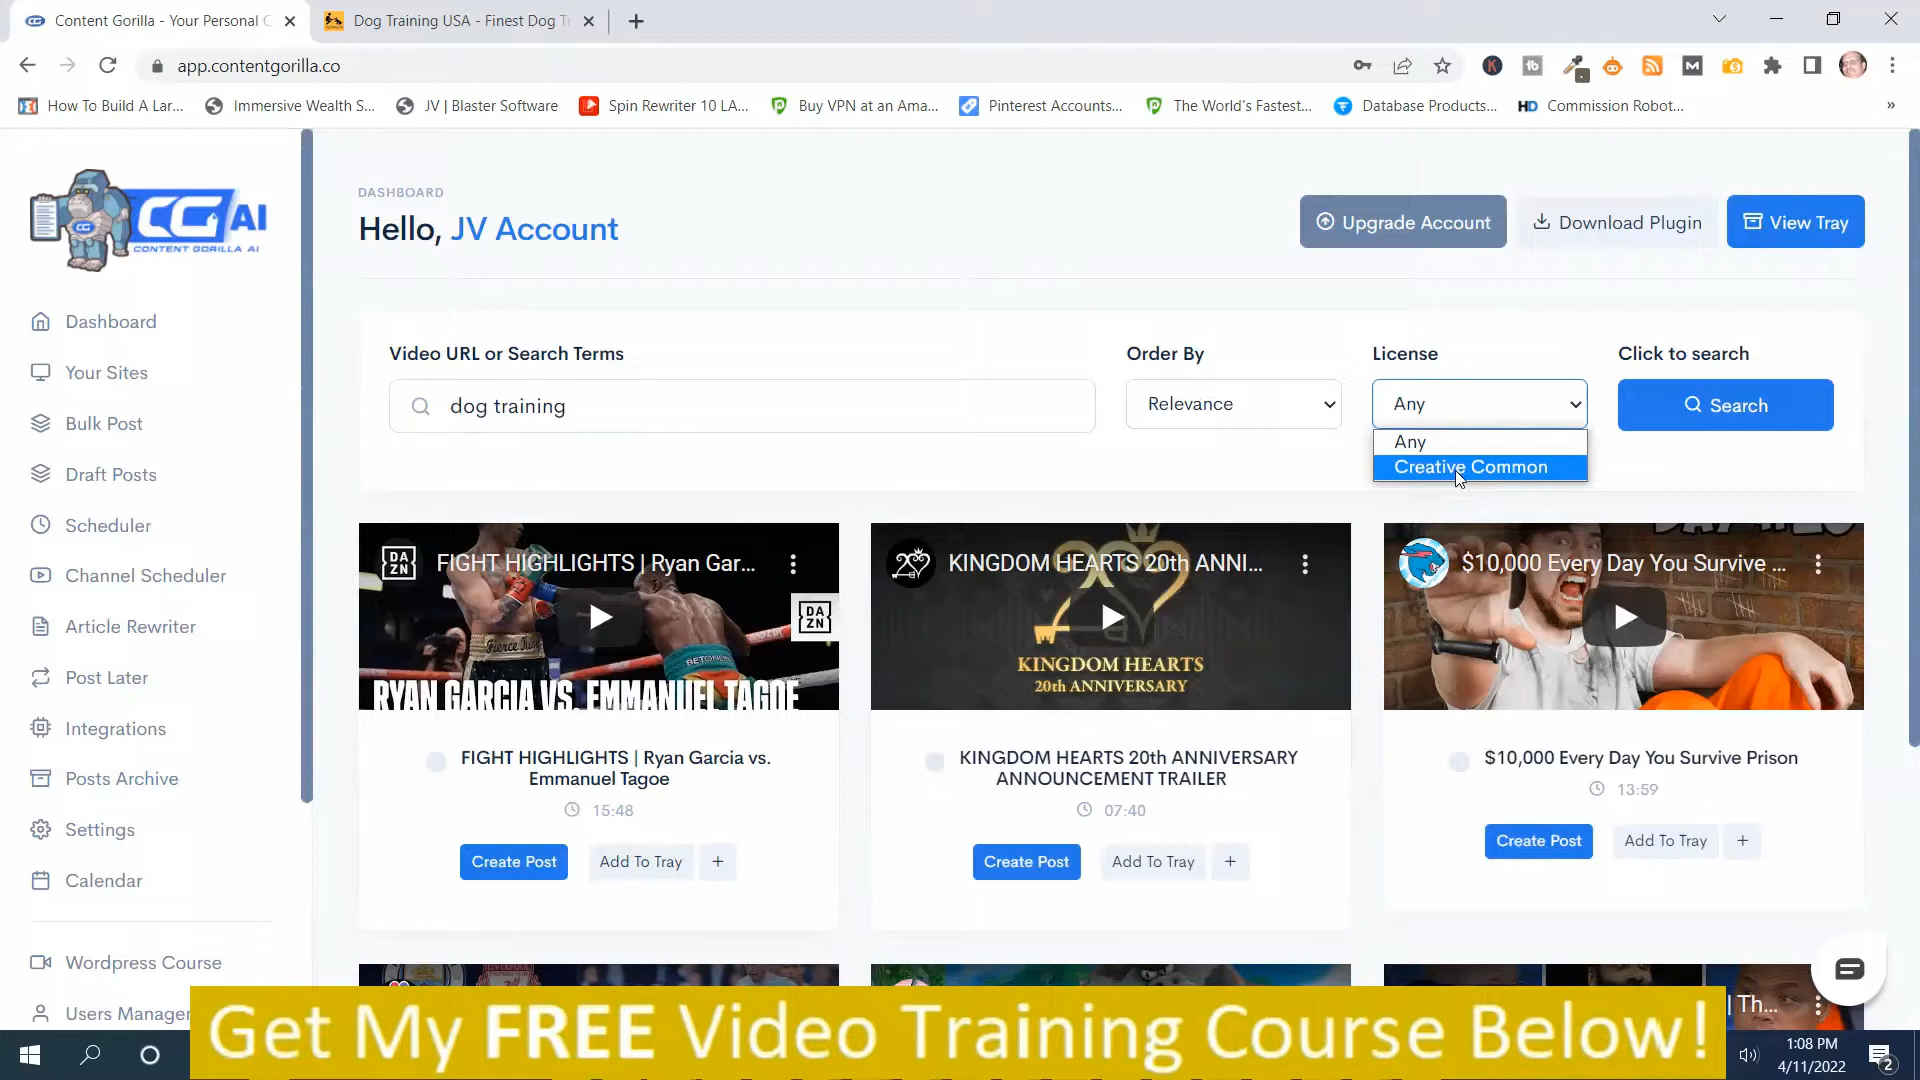 Content Gorilla - Your Personal C
Dog Training USA - Finest Dog Tr
app.contentgorilla.co
How To Build A Lar...
Immersive Wealth S...
JV | Blaster Software
Spin Rewriter 10 LA...
Buy VPN at an Ama...
Pinterest Accounts...
The World's Fastest...
Database Products...
HD Commission Robot...
CG AI
CONTENT GORILLA AI
Dashboard
Your Sites
Bulk Post
Draft Posts
Scheduler
Channel Scheduler
Article Rewriter
Post Later
Integrations
Posts Archive
Settings
Calendar
Wordpress Course
Users Manager
DASHBOARD
Hello, JV Account
Upgrade Account
Download Plugin
View Tray
Video URL or Search Terms
dog training
Order By
Relevance
License
Any
Any
Creative Common
Click to search
Search
DAZN
FIGHT HIGHLIGHTS | Ryan Gar...
DAZN
BETONLINE
RYAN GARCIA VS. EMMANUEL TAGOE
FIGHT HIGHLIGHTS | Ryan Garcia vs.
Emmanuel Tagoe
15:48
Create Post
Add To Tray
+
KINGDOM HEARTS 20th ANNI...
KINGDOM HEARTS
20th ANNIVERSARY
KINGDOM HEARTS 20th ANNIVERSARY
ANNOUNCEMENT TRAILER
07:40
Create Post
Add To Tray
+
$10,000 Every Day You Survive ...
$10,000 Every Day You Survive Prison
13:59
Create Post
Add To Tray
+
| Th...
Get My FREE Video Training Course Below!
1:08 PM
4/11/2022
2